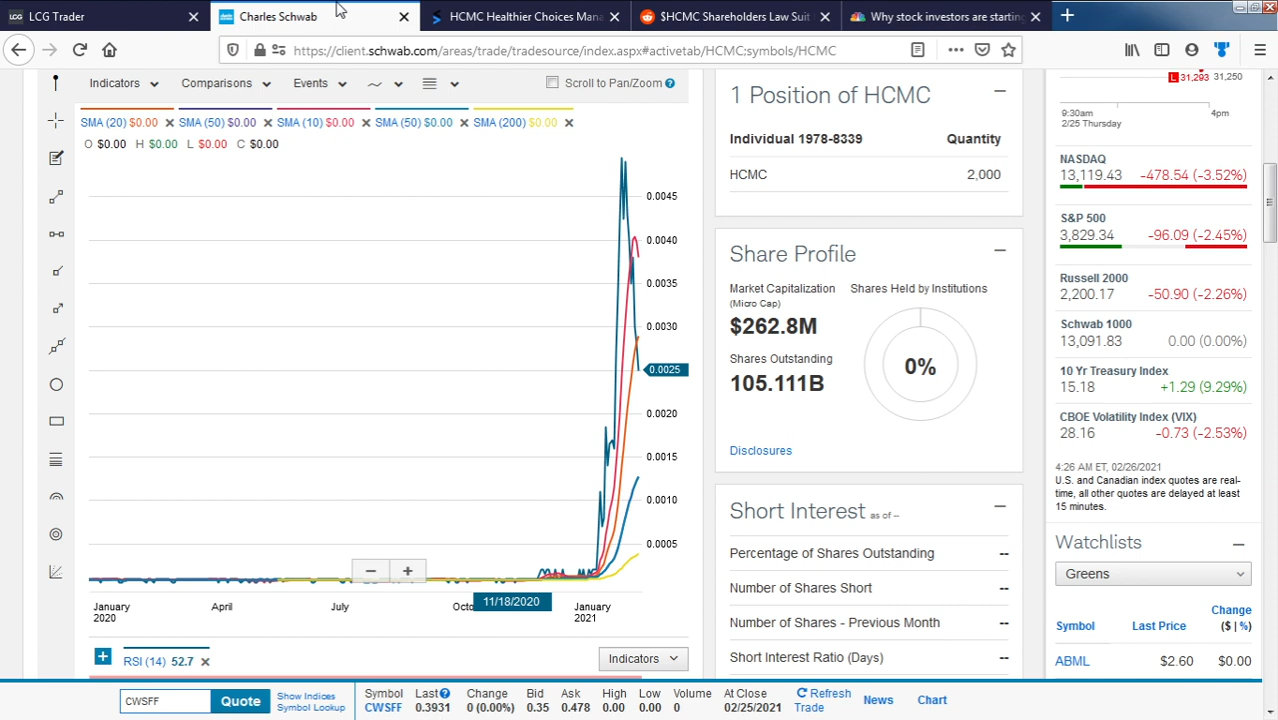 LCG Trader
Charles Schwab
HCMC Healthier Choices Mana
$HCMC Shareholders Law Suit
Why stock investors are starting
https://client.schwab.com/areas/trade/tradesource/index.aspx#activetab/HCMC;symbols/HCMC
Indicators
Comparisons
Events
Scroll to Pan/Zoom
SMA (20) $0.00
SMA (50) $0.00
SMA (10) $0.00
SMA (50) $0.00
SMA (200) $0.00
O $0.00 H $0.00 L $0.00 C $0.00
0.0045
0.0040
0.0035
0.0030
0.0025
0.0020
0.0015
0.0010
0.0005
January
2020
April
July
Octo
11/18/2020
January
2021
RSI (14) 52.7
Indicators
1 Position of HCMC
Individual 1978-8339 Quantity
HCMC 2,000
Share Profile
Market Capitalization
(Micro Cap)
$262.8M
Shares Outstanding
105.111B
Shares Held by Institutions
0%
Disclosures
Short Interest as of --
Percentage of Shares Outstanding --
Number of Shares Short --
Number of Shares - Previous Month --
Short Interest Ratio (Days) --
L 31,293 31,250
9:30am 4pm
2/25 Thursday
NASDAQ
13,119.43 -478.54 (-3.52%)
S&P 500
3,829.34 -96.09 (-2.45%)
Russell 2000
2,200.17 -50.90 (-2.26%)
Schwab 1000
13,091.83 0.00 (0.00%)
10 Yr Treasury Index
15.18 +1.29 (9.29%)
CBOE Volatility Index (VIX)
28.16 -0.73 (-2.53%)
4:26 AM ET, 02/26/2021
U.S. and Canadian index quotes are real-
time, all other quotes are delayed at least
15 minutes.
Watchlists
Greens
Change
Symbol Last Price ($ | %)
ABML $2.60 $0.00
CWSFF
Quote
Show Indices
Symbol Lookup
Symbol Last Change Bid Ask High Low Volume At Close
CWSFF 0.3931 0 (0.00%) 0.35 0.478 0.00 0.00 0 02/25/2021
Refresh
Trade
News
Chart